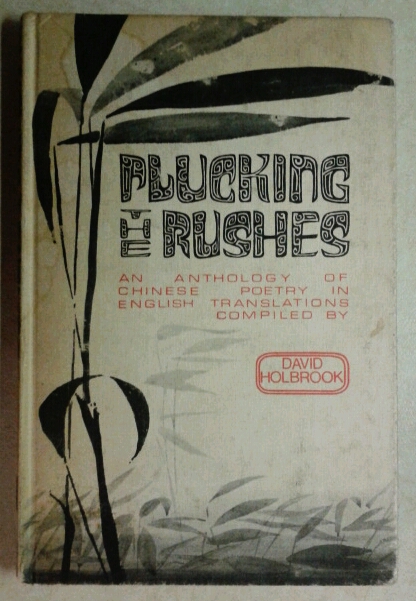 PLUCKING
THE RUSHES
AN ANTHOLOGY OF
CHINESE POETRY IN
ENGLISH TRANSLATIONS
COMPILED BY
DAVID
HOLBROOK